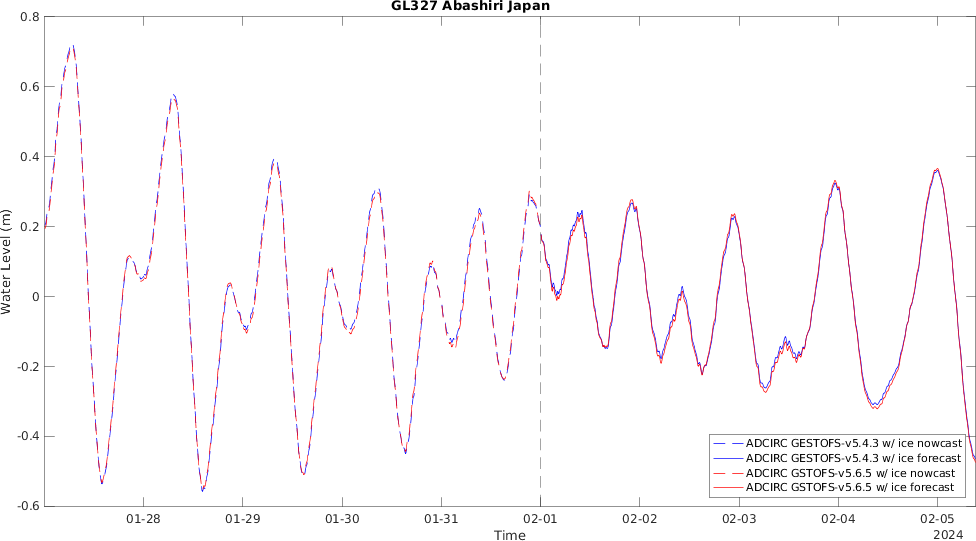 GL327 Abashiri Japan
Water Level (m)
0.8
0.6
0.4
0.2
0
-0.2
-0.4
-0.6
ADCIRC GESTOFS-v5.4.3 w/ ice nowcast
ADCIRC GESTOFS-v5.4.3 w/ ice forecast
ADCIRC GSTOFS-v5.6.5 w/ ice nowcast
ADCIRC GSTOFS-v5.6.5 w/ ice forecast
01-28 01-29 01-30 01-31 02-01 02-02 02-03 02-04 02-05
Time
2024